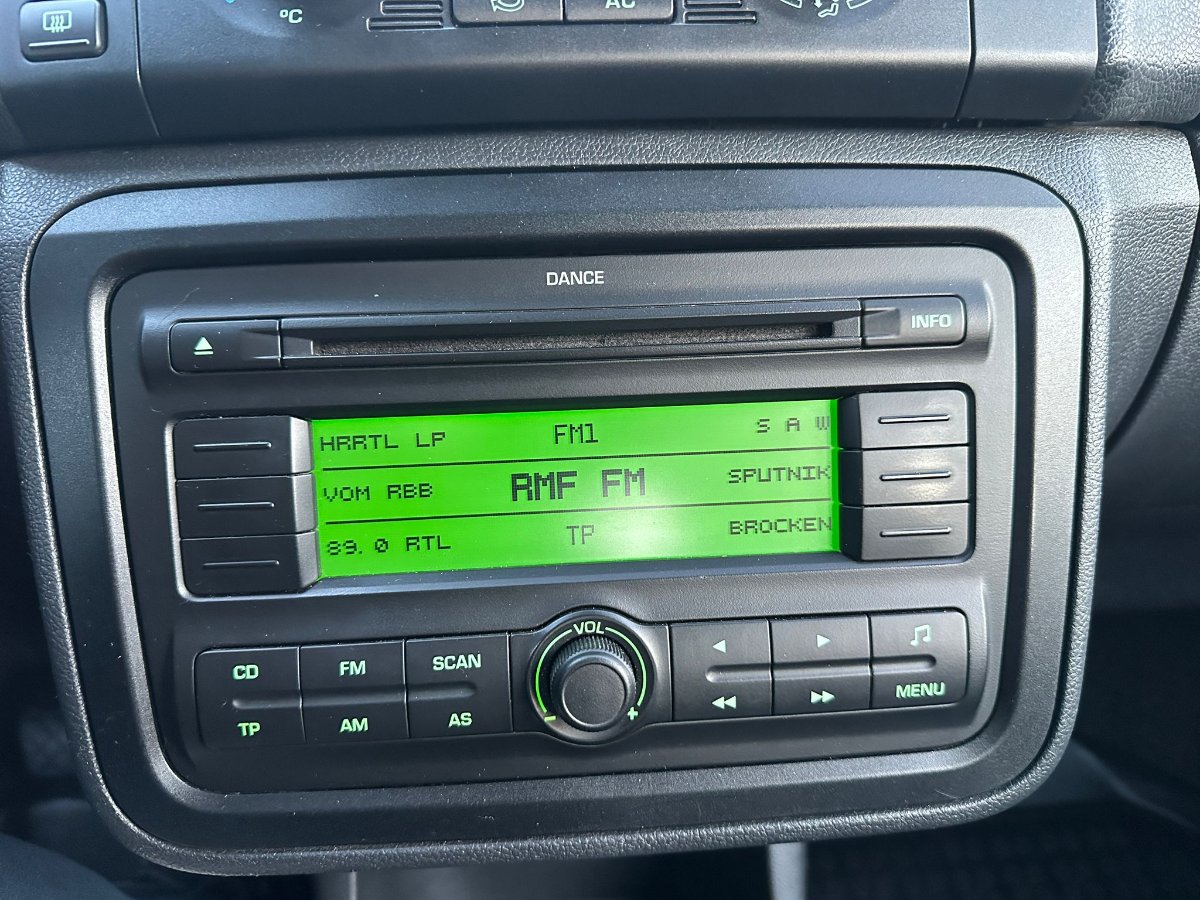 °C
AC
DANCE
INFO
HRRTL LP FM1 S A W
VOM RBB RMF FM SPUTNIK
89.0 RTL TP BROCKEN
VOL
CD FM SCAN
MENU
TP AM AS - +